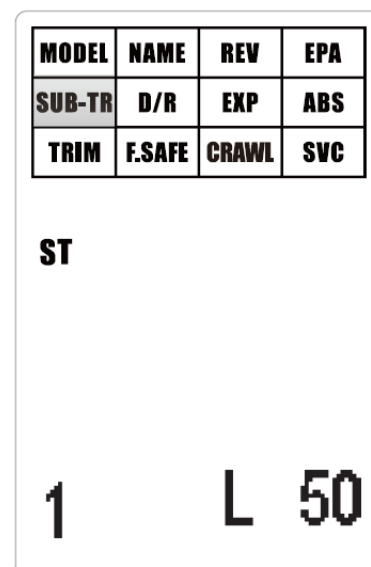 MODEL NAME REV EPA
SUB-TR D/R EXP ABS
TRIM F.SAFE CRAWL SVC
ST
1 L 50